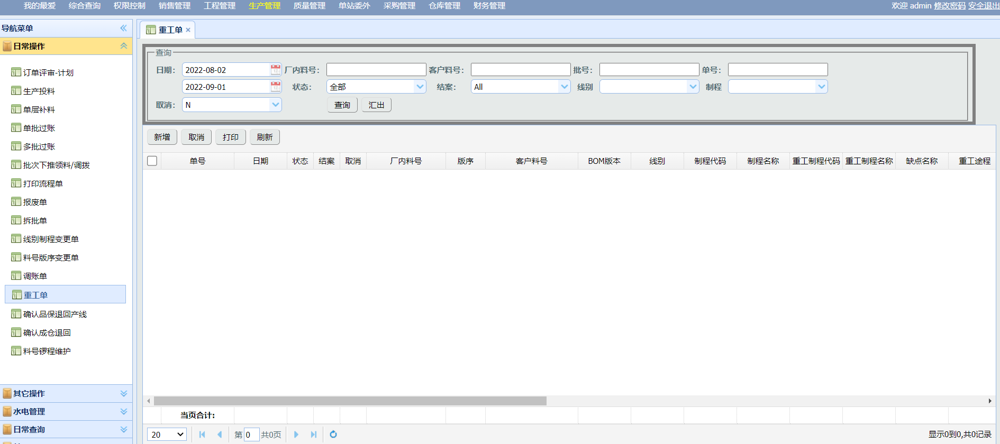 我的最爱 综合查询 权限控制 销售管理 工程管理 生产管理 质量管理 单站委外 采购管理 仓库管理 财务管理 欢迎 admin 修改密码 安全退出
导航菜单
日常操作
订单评审-计划
生产投料
单层补料
单批过账
多批过账
批次下推领料/调拨
打印流程单
报废单
拆批单
线别制程变更单
料号版序变更单
调账单
重工单
确认品保退回产线
确认成仓退回
料号锣程维护
其它操作
水电管理
日常查询
重工单
查询
日期： 2022-08-02 厂内料号： 客户料号： 批号： 单号：
2022-09-01 状态： 全部 结案： All 线别 制程
取消： N 查询 汇出
新增 取消 打印 刷新
单号 日期 状态 结案 取消 厂内料号 版序 客户料号 BOM版本 线别 制程代码 制程名称 重工制程代码 重工制程名称 缺点名称 重工途程
当页合计:
20 第 0 共0页 显示0到0,共0记录